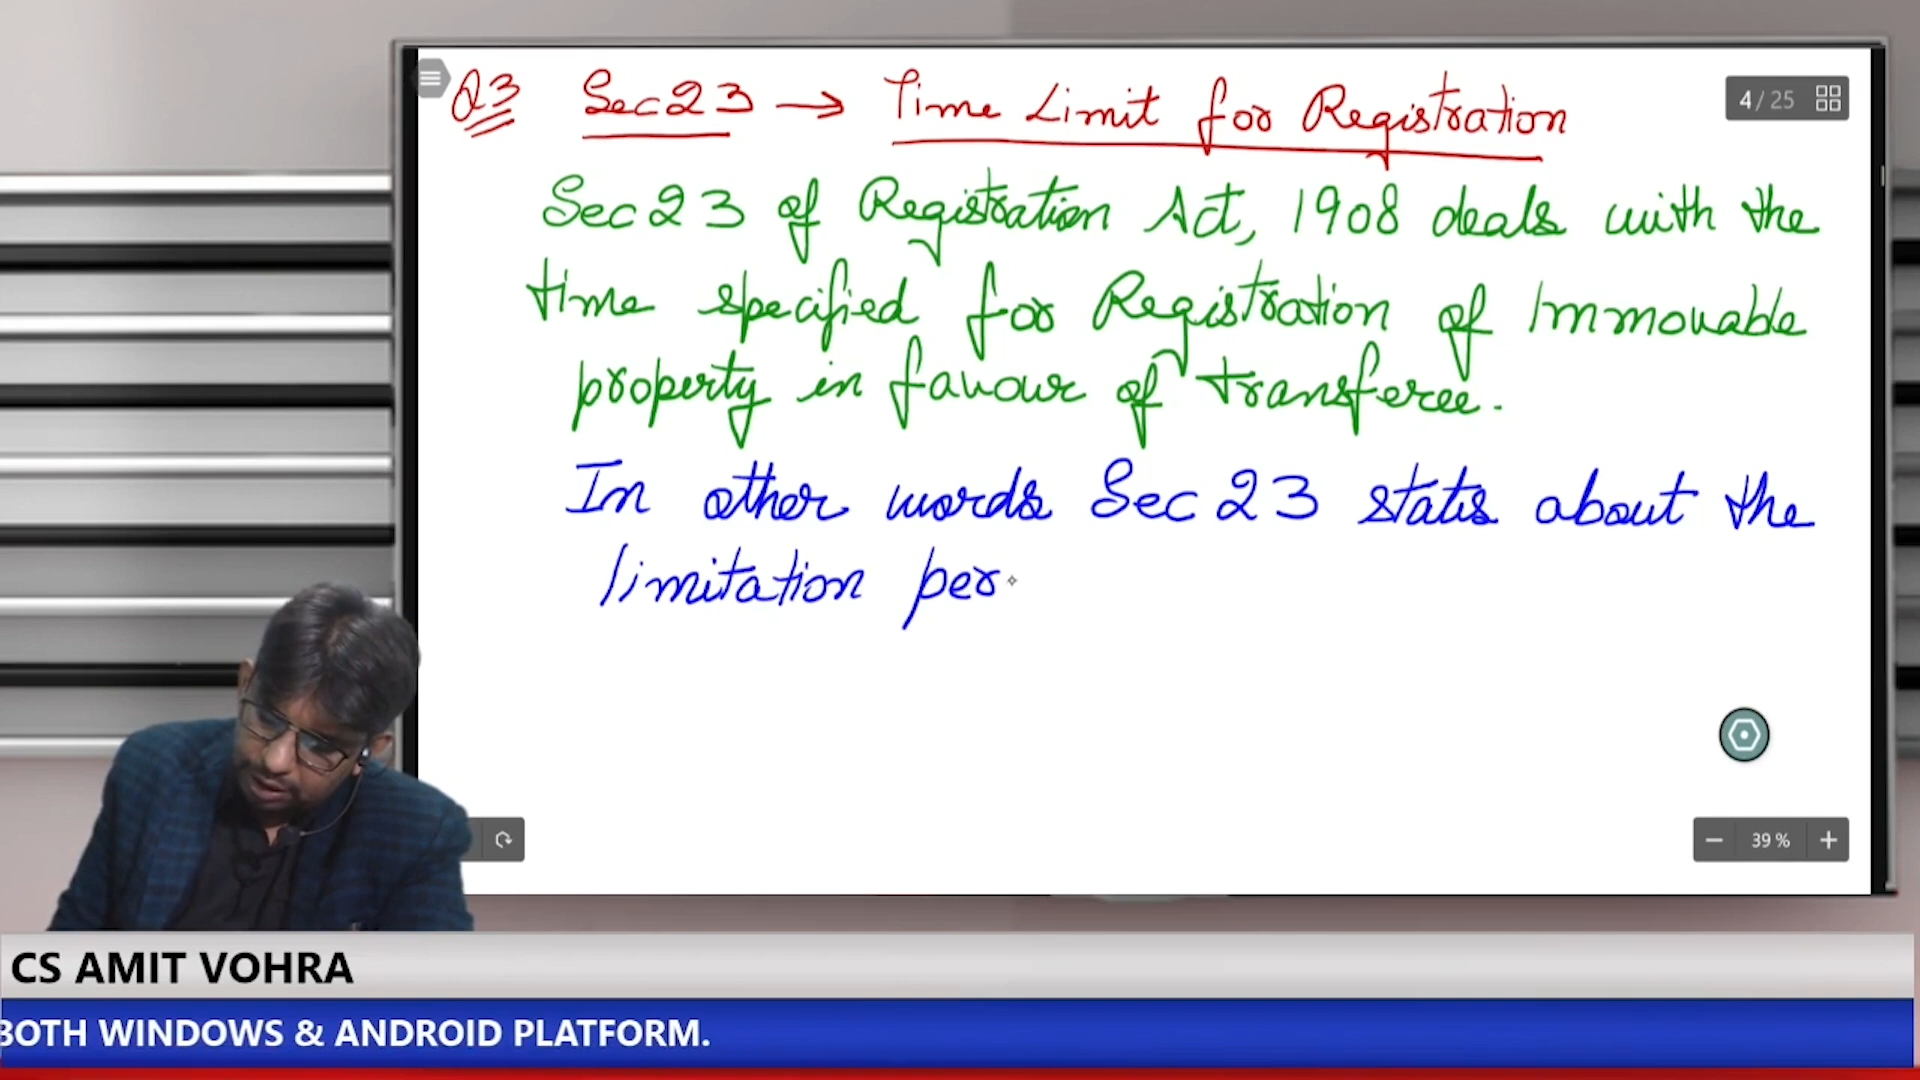 Q3 Sec 23 → Time Limit for Registration
4 / 25
Sec 23 of Registration Act, 1908 deals with the
time specified for Registration of Immovable
property in favour of transferee.
In other words Sec 23 states about the
limitation per
39 %
CS AMIT VOHRA
BOTH WINDOWS & ANDROID PLATFORM.